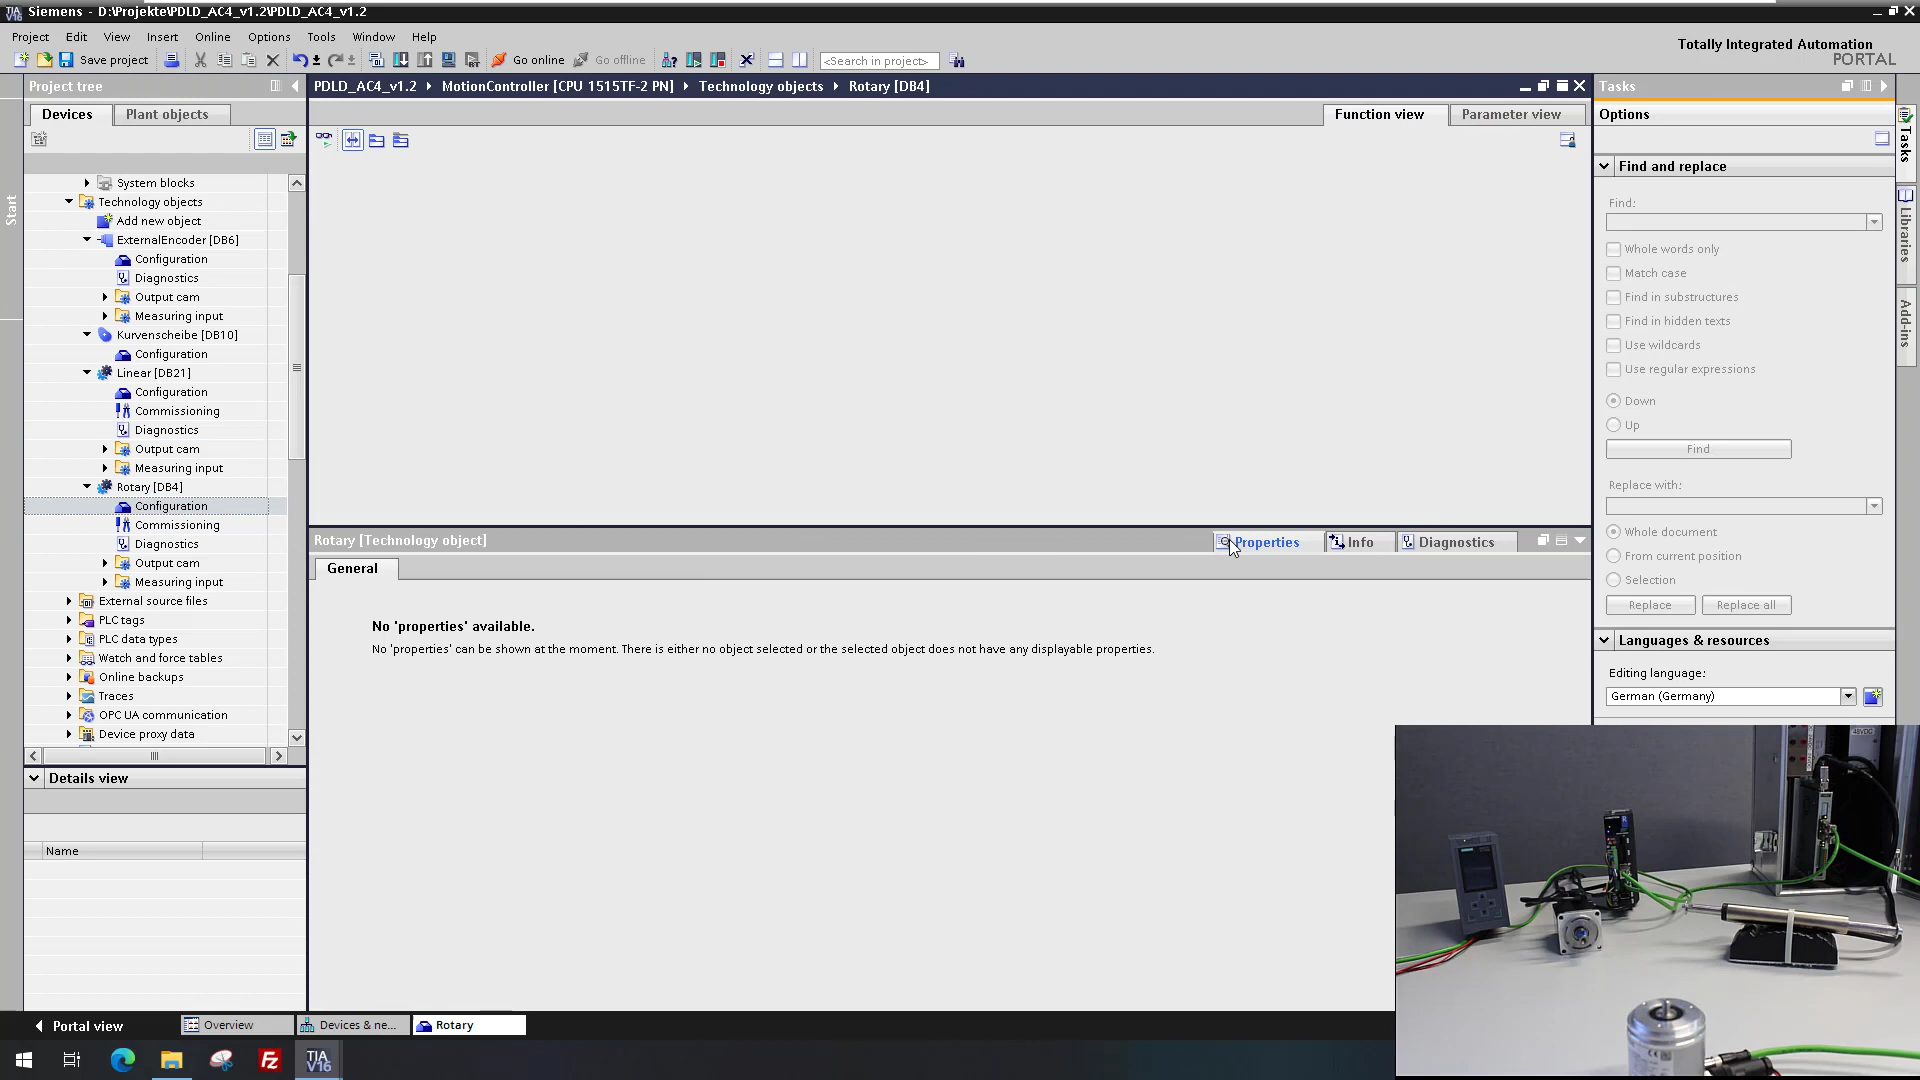 Siemens - D:\Projekte\PDLD_AC4_v1.2\PDLD_AC4_v1.2
Project Edit View Insert Online Options Tools Window Help
Totally Integrated Automation
PORTAL
Save project
Go online
Go offline
<Search in project>
Project tree
PDLD_AC4_v1.2 MotionController [CPU 1515TF-2 PN] Technology objects Rotary [DB4]
Tasks
Devices
Plant objects
Function view
Parameter view
Options
Start
System blocks
Technology objects
Add new object
ExternalEncoder [DB6]
Configuration
Diagnostics
Output cam
Measuring input
Kurvenscheibe [DB10]
Configuration
Linear [DB21]
Configuration
Commissioning
Diagnostics
Output cam
Measuring input
Rotary [DB4]
Configuration
Commissioning
Diagnostics
Output cam
Measuring input
External source files
PLC tags
PLC data types
Watch and force tables
Online backups
Traces
OPC UA communication
Device proxy data
Details view
Name
Rotary [Technology object]
Properties
Info
Diagnostics
General
No 'properties' available.
No 'properties' can be shown at the moment. There is either no object selected or the selected object does not have any displayable properties.
Find and replace
Find:
Whole words only
Match case
Find in substructures
Find in hidden texts
Use wildcards
Use regular expressions
Down
Up
Find
Replace with:
Whole document
From current position
Selection
Replace
Replace all
Languages & resources
Editing language:
German (Germany)
Tasks
Libraries
Add-ins
Portal view
Overview
Devices & ne...
Rotary
TIA
V16